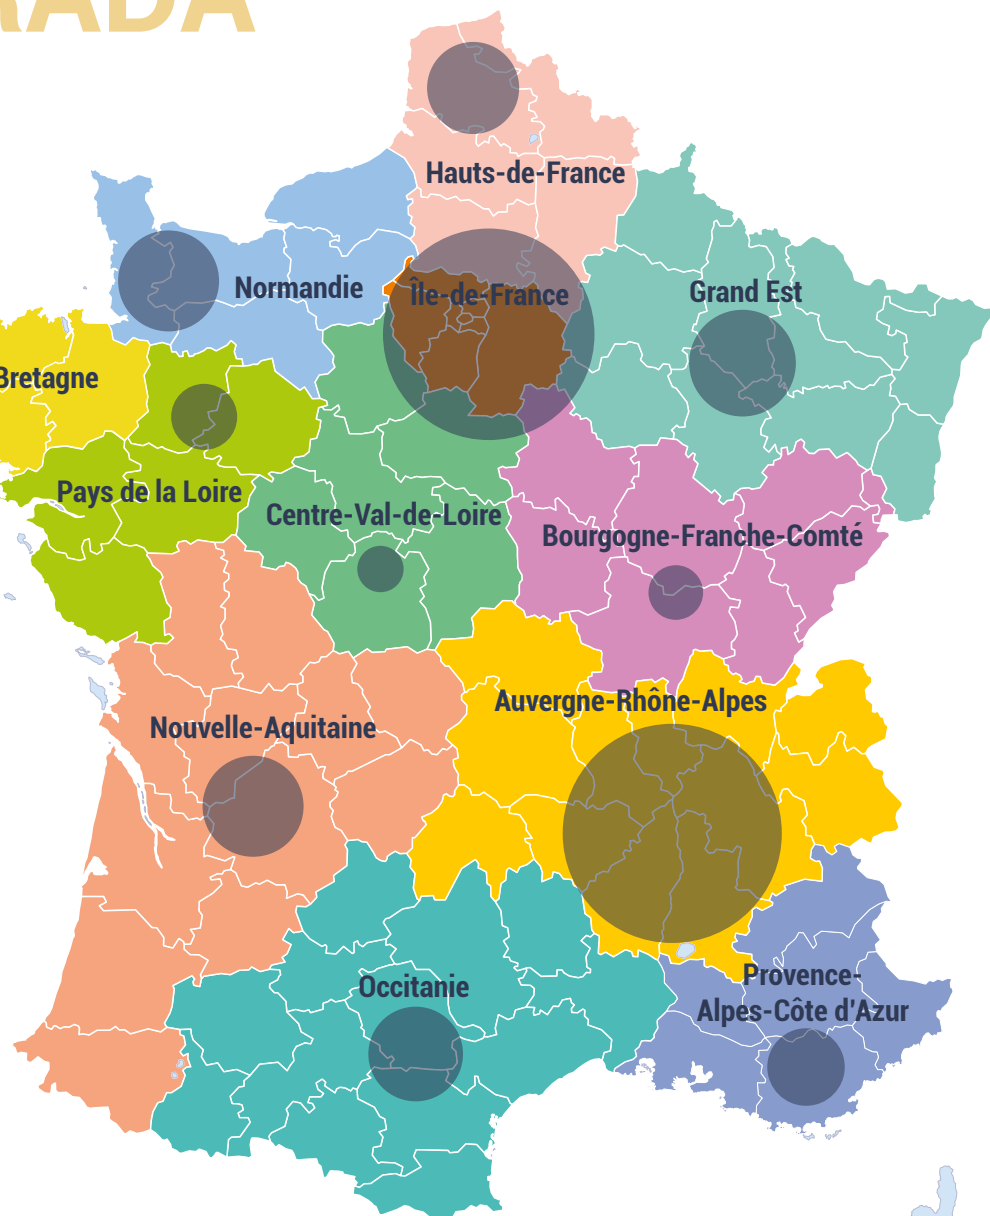 RADA
Hauts-de-France
Normandie
Île-de-France
Grand Est
Bretagne
Pays de la Loire
Centre-Val-de-Loire
Bourgogne-Franche-Comté
Auvergne-Rhône-Alpes
Nouvelle-Aquitaine
Occitanie
Provence-
Alpes-Côte d'Azur